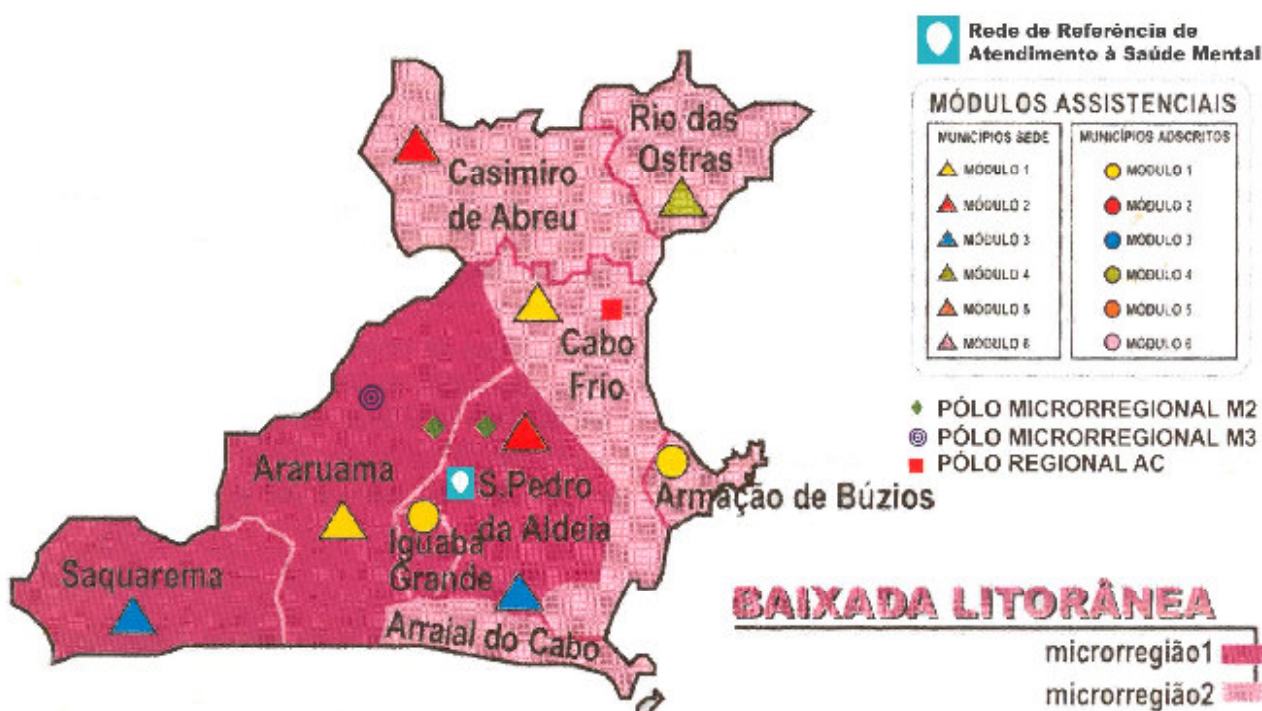 Rede de Referência de
Atendimento à Saúde Mental
MÓDULOS ASSISTENCIAIS
MUNICÍPIOS SEDE
MÓDULO 1
MÓDULO 2
MÓDULO 3
MÓDULO 4
MÓDULO 5
MÓDULO 6
MUNICÍPIOS ADSCRITOS
MÓDULO 1
MÓDULO 2
MÓDULO 3
MÓDULO 4
MÓDULO 5
MÓDULO 6
PÓLO MICRORREGIONAL M2
PÓLO MICRORREGIONAL M3
PÓLO REGIONAL AC
Rio das
Ostras
Casimiro
de Abreu
Cabo
Frio
Araruama
S.Pedro
da Aldeia
Armação de Búzios
Iguaba
Grande
Saquarema
Arraial do Cabo
BAIXADA LITORÂNEA
microrregião1
microrregião2